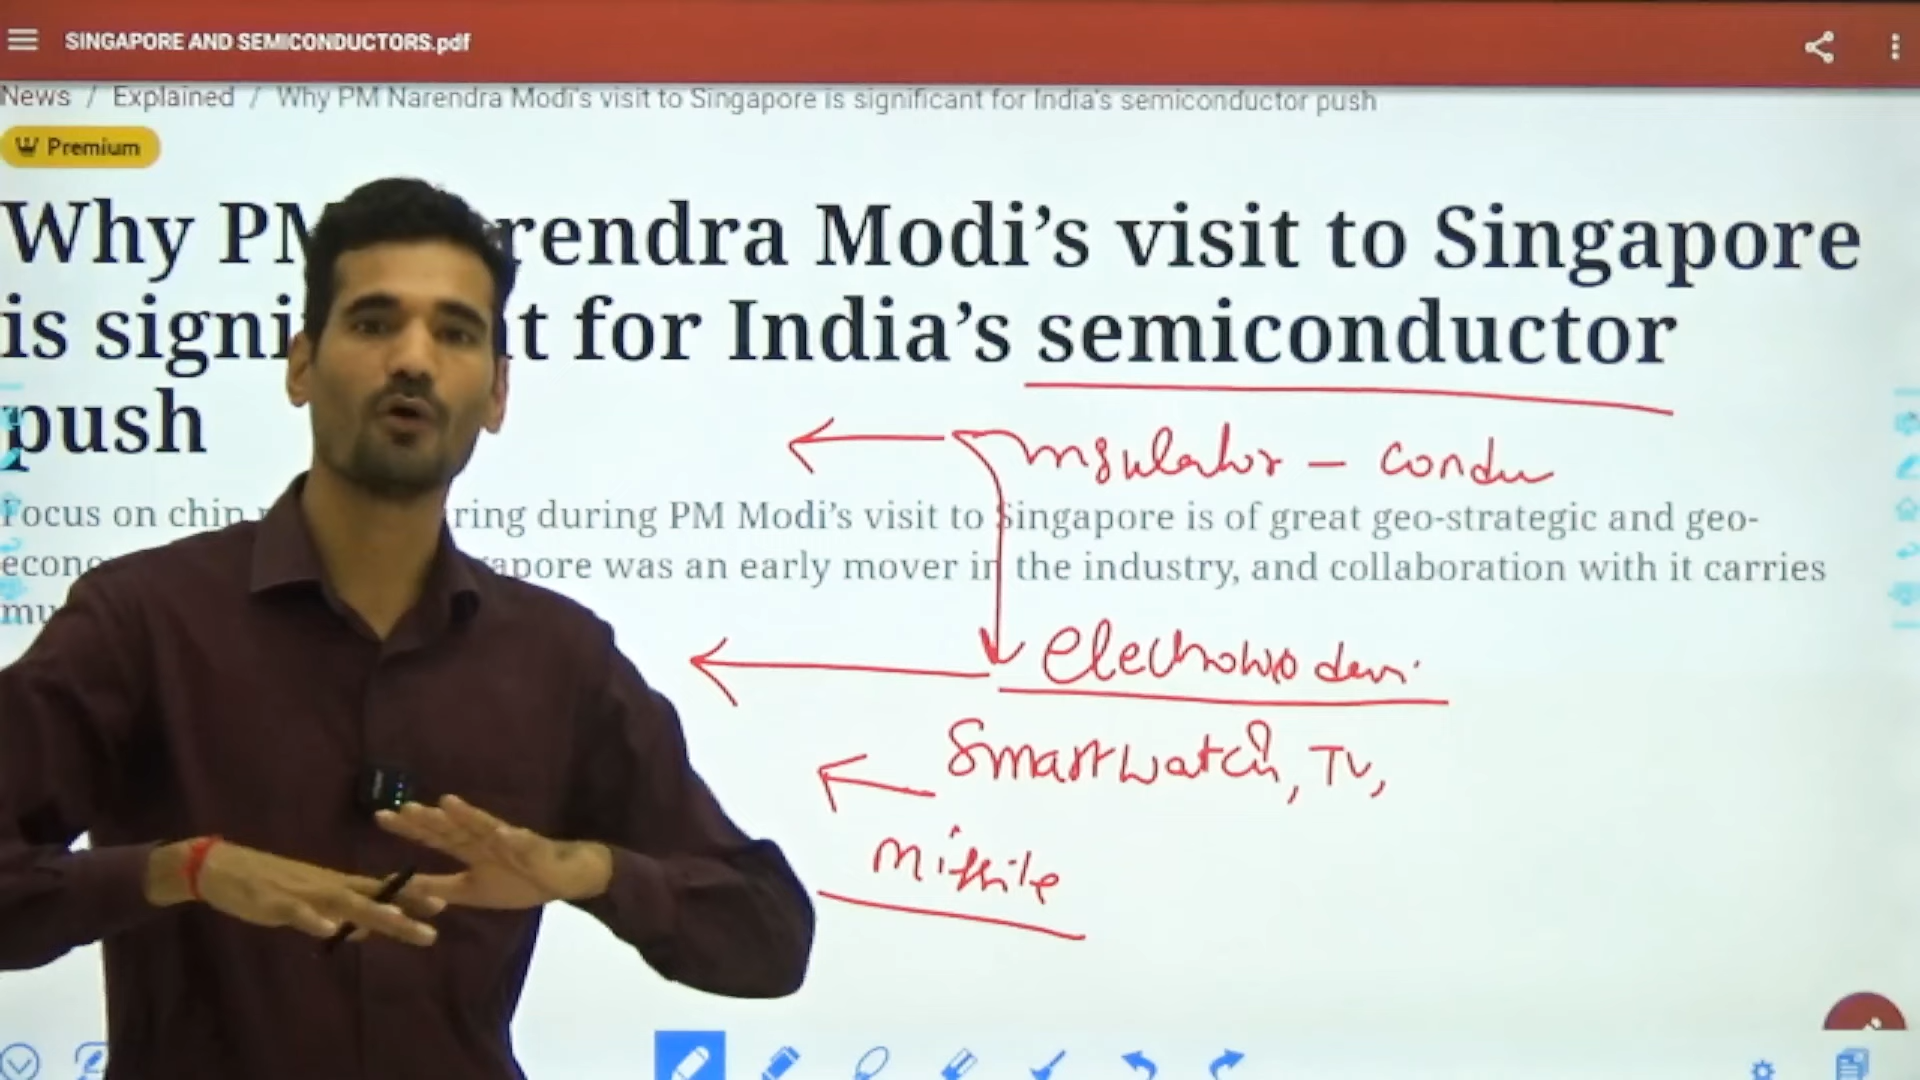 SINGAPORE AND SEMICONDUCTORS.pdf
News / Explained / Why PM Narendra Modi's visit to Singapore is significant for India's semiconductor push
Premium
Why PM rendra Modi's visit to Singapore
is signi t for India's semiconductor
push
Insulator - condu
Focus on chip ring during PM Modi's visit to Singapore is of great geo-strategic and geo-
econo apore was an early mover in the industry, and collaboration with it carries
mu
Smartwatch, TV,
missile